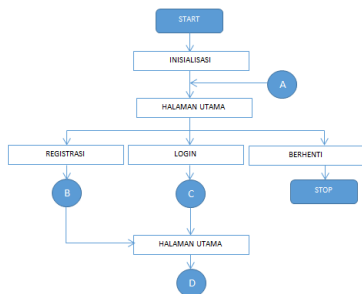 START
INISIALISASI
A
HALAMAN UTAMA
REGISTRASI
LOGIN
BERHENTI
B
C
STOP
HALAMAN UTAMA
D